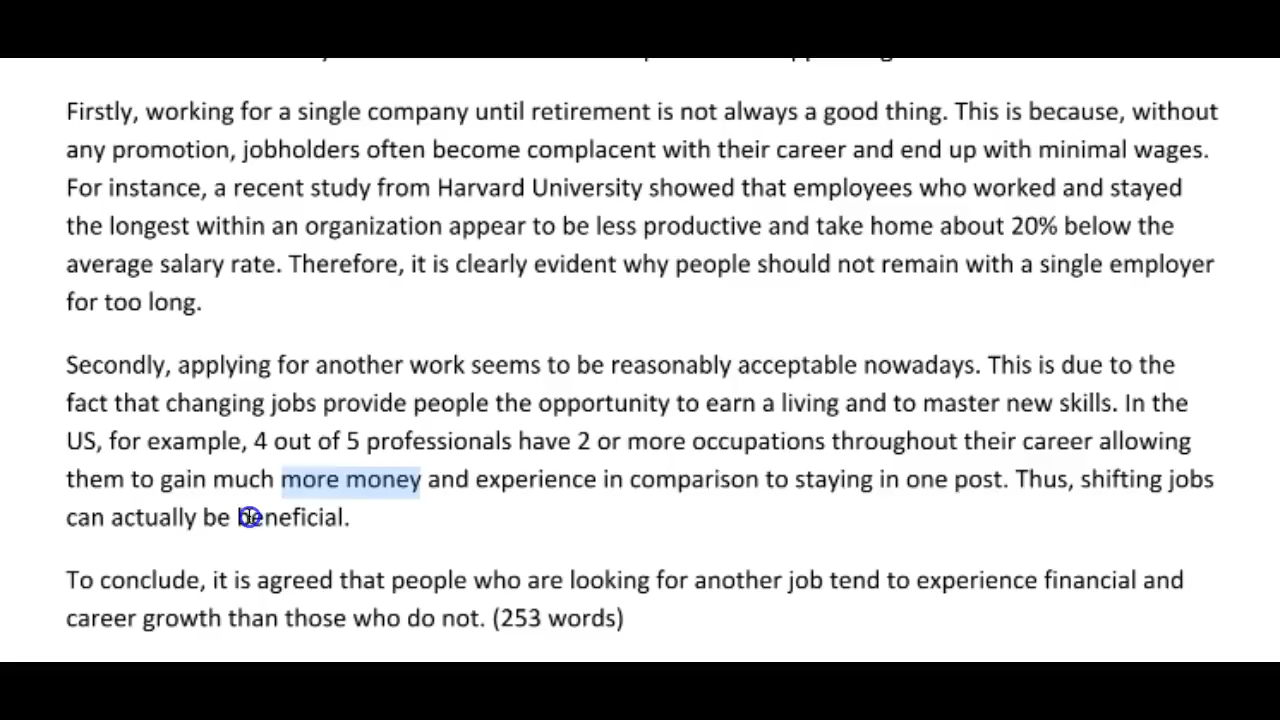 Firstly, working for a single company until retirement is not always a good thing. This is because, without
any promotion, jobholders often become complacent with their career and end up with minimal wages.
For instance, a recent study from Harvard University showed that employees who worked and stayed
the longest within an organization appear to be less productive and take home about 20% below the
average salary rate. Therefore, it is clearly evident why people should not remain with a single employer
for too long.
Secondly, applying for another work seems to be reasonably acceptable nowadays. This is due to the
fact that changing jobs provide people the opportunity to earn a living and to master new skills. In the
US, for example, 4 out of 5 professionals have 2 or more occupations throughout their career allowing
them to gain much more money and experience in comparison to staying in one post. Thus, shifting jobs
can actually be beneficial.
To conclude, it is agreed that people who are looking for another job tend to experience financial and
career growth than those who do not. (253 words)